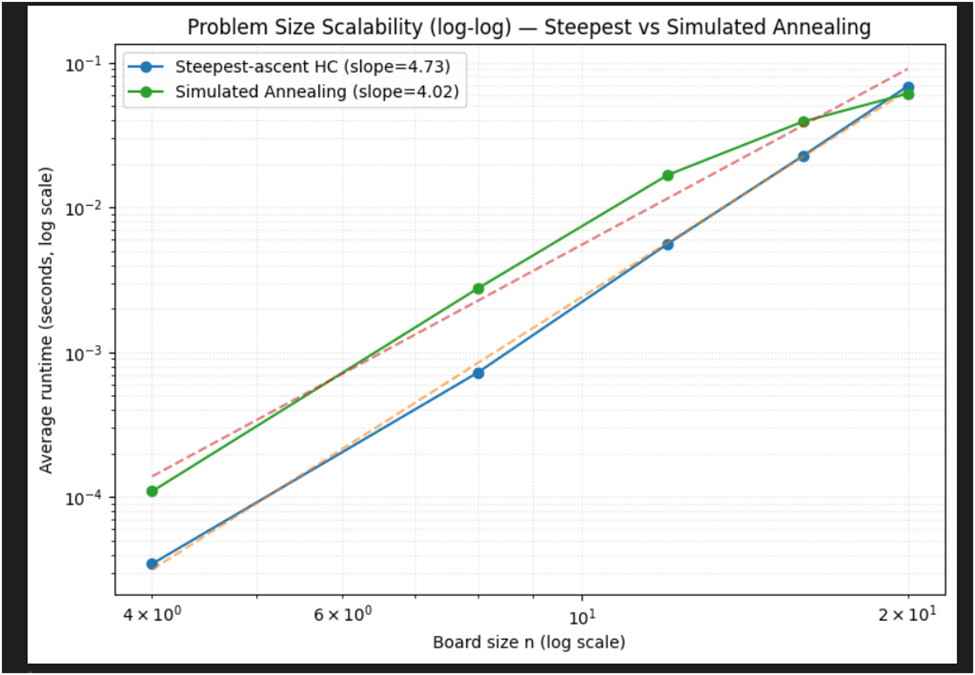 Problem Size Scalability (log-log) — Steepest vs Simulated Annealing
Steepest-ascent HC (slope=4.73)
Simulated Annealing (slope=4.02)
Average runtime (seconds, log scale)
10⁻¹
10⁻²
10⁻³
10⁻⁴
4 × 10⁰
6 × 10⁰
10¹
2 × 10¹
Board size n (log scale)